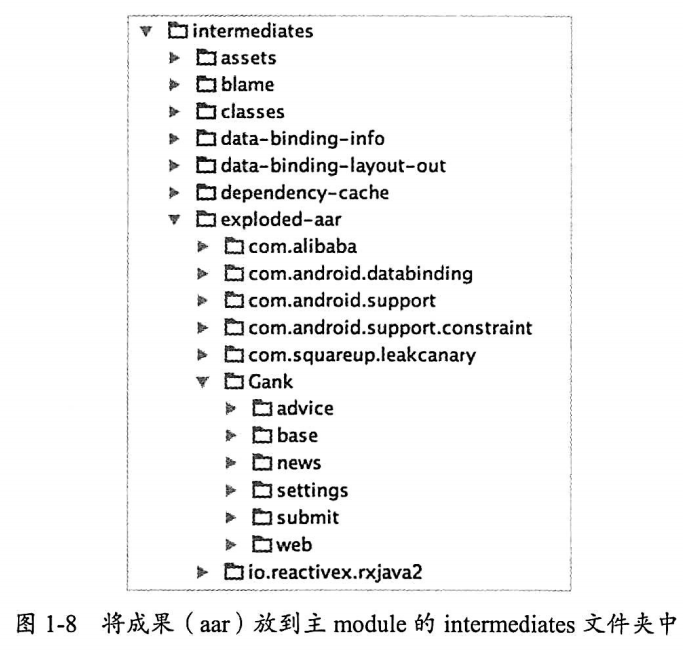 intermediates
assets
blame
classes
data-binding-info
data-binding-layout-out
dependency-cache
exploded-aar
com.alibaba
com.android.databinding
com.android.support
com.android.support.constraint
com.squareup.leakcanary
Gank
advice
base
news
settings
submit
web
io.reactivex.rxjava2
图 1-8 将成果（aar）放到主 module 的 intermediates 文件夹中